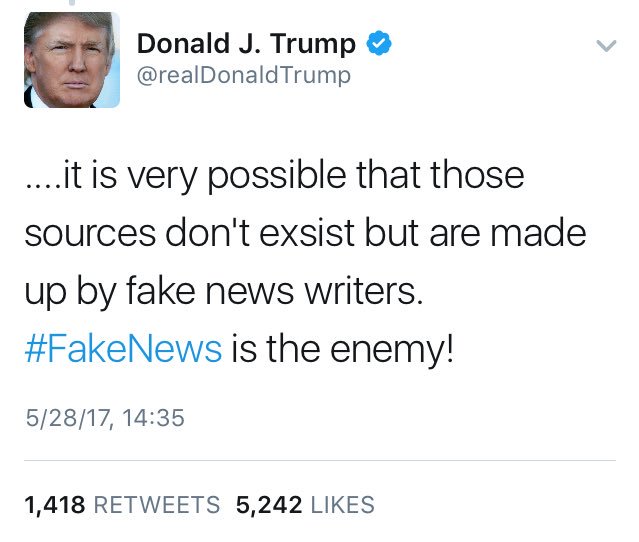 Donald J. Trump
@realDonaldTrump
....it is very possible that those
sources don't exsist but are made
up by fake news writers.
#FakeNews is the enemy!
5/28/17, 14:35
1,418 RETWEETS 5,242 LIKES